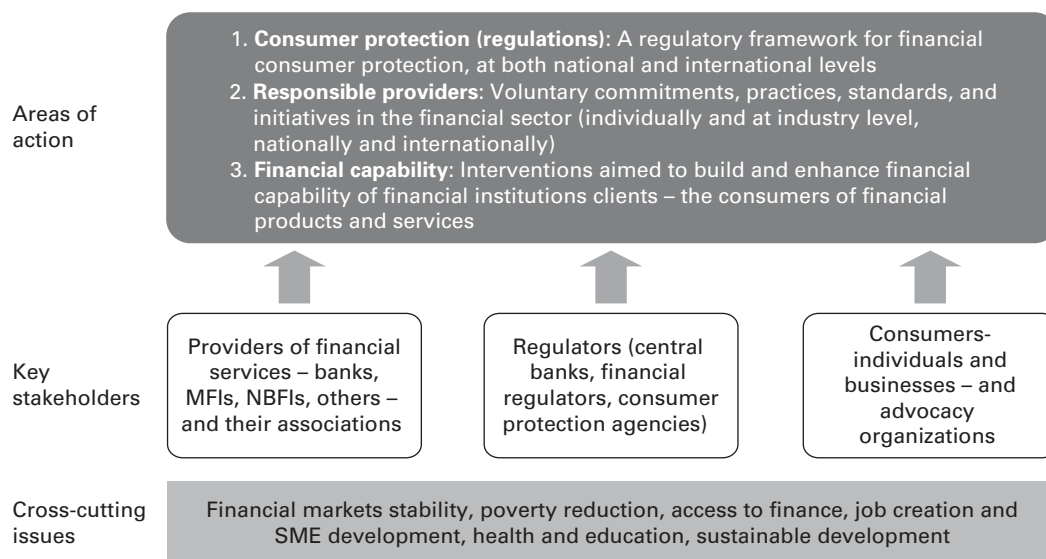 Areas of
action
1. Consumer protection (regulations): A regulatory framework for financial
consumer protection, at both national and international levels
2. Responsible providers: Voluntary commitments, practices, standards, and
initiatives in the financial sector (individually and at industry level,
nationally and internationally)
3. Financial capability: Interventions aimed to build and enhance financial
capability of financial institutions clients – the consumers of financial
products and services
Key
stakeholders
Providers of financial
services – banks,
MFIs, NBFIs, others –
and their associations
Regulators (central
banks, financial
regulators, consumer
protection agencies)
Consumers-
individuals and
businesses – and
advocacy
organizations
Cross-cutting
issues
Financial markets stability, poverty reduction, access to finance, job creation and
SME development, health and education, sustainable development